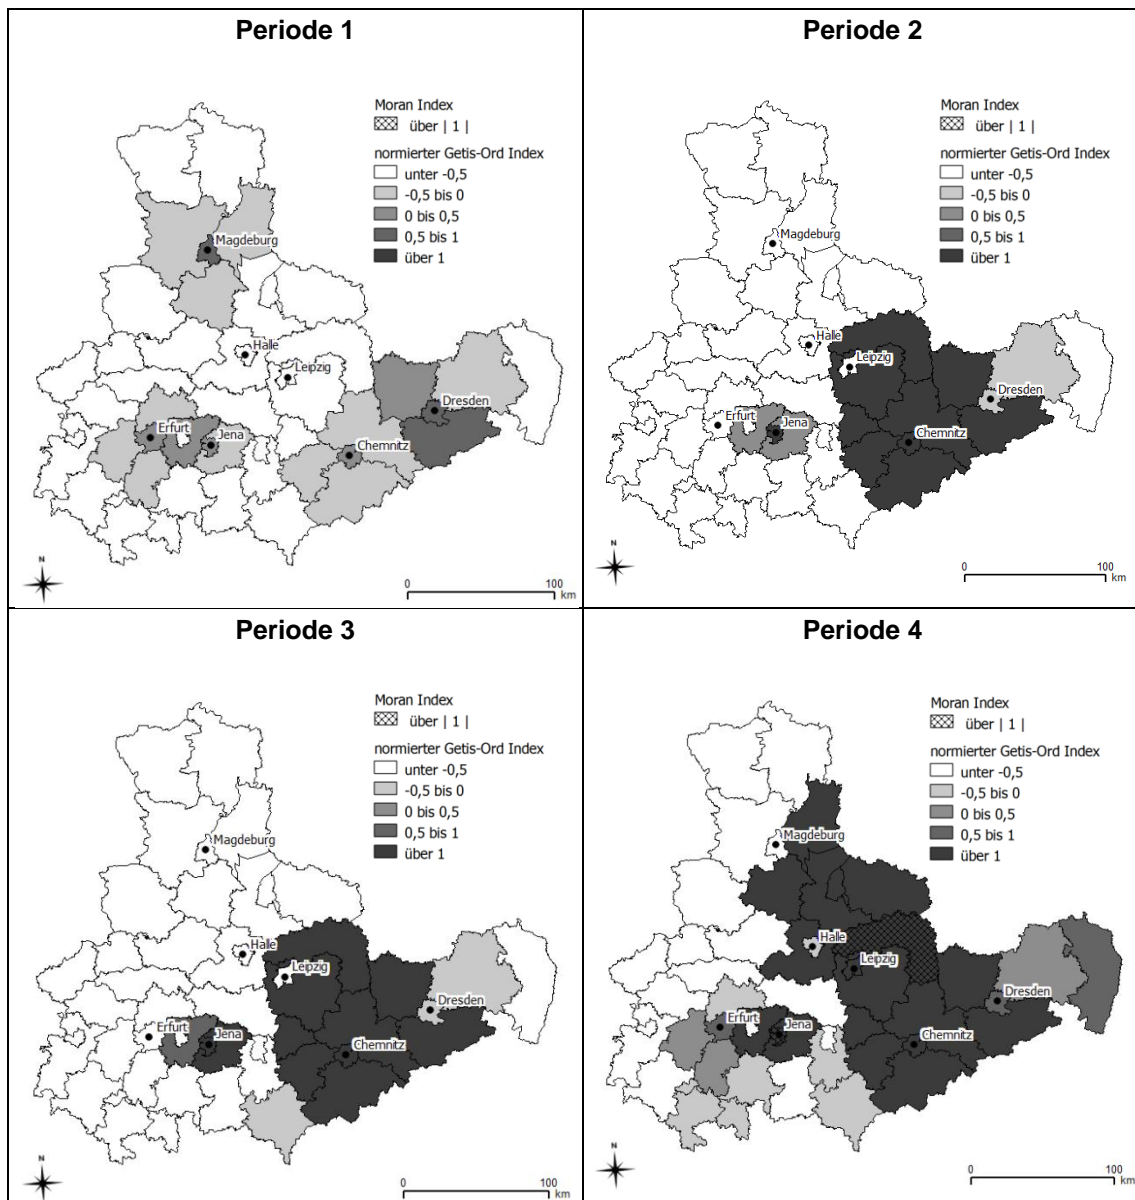 Periode 1
Moran Index
über | 1 |
normierter Getis-Ord Index
unter -0,5
-0,5 bis 0
0 bis 0,5
0,5 bis 1
über 1
Magdeburg
Halle
Leipzig
Dresden
Erfurt
Jena
Chemnitz
N
0
100
km
Periode 2
Moran Index
über | 1 |
normierter Getis-Ord Index
unter -0,5
-0,5 bis 0
0 bis 0,5
0,5 bis 1
über 1
Magdeburg
Halle
Leipzig
Dresden
Erfurt
Jena
Chemnitz
N
0
100
km
Periode 3
Moran Index
über | 1 |
normierter Getis-Ord Index
unter -0,5
-0,5 bis 0
0 bis 0,5
0,5 bis 1
über 1
Magdeburg
Halle
Leipzig
Dresden
Erfurt
Jena
Chemnitz
N
0
100
km
Periode 4
Moran Index
über | 1 |
normierter Getis-Ord Index
unter -0,5
-0,5 bis 0
0 bis 0,5
0,5 bis 1
über 1
Magdeburg
Halle
Leipzig
Dresden
Erfurt
Jena
Chemnitz
N
0
100
km